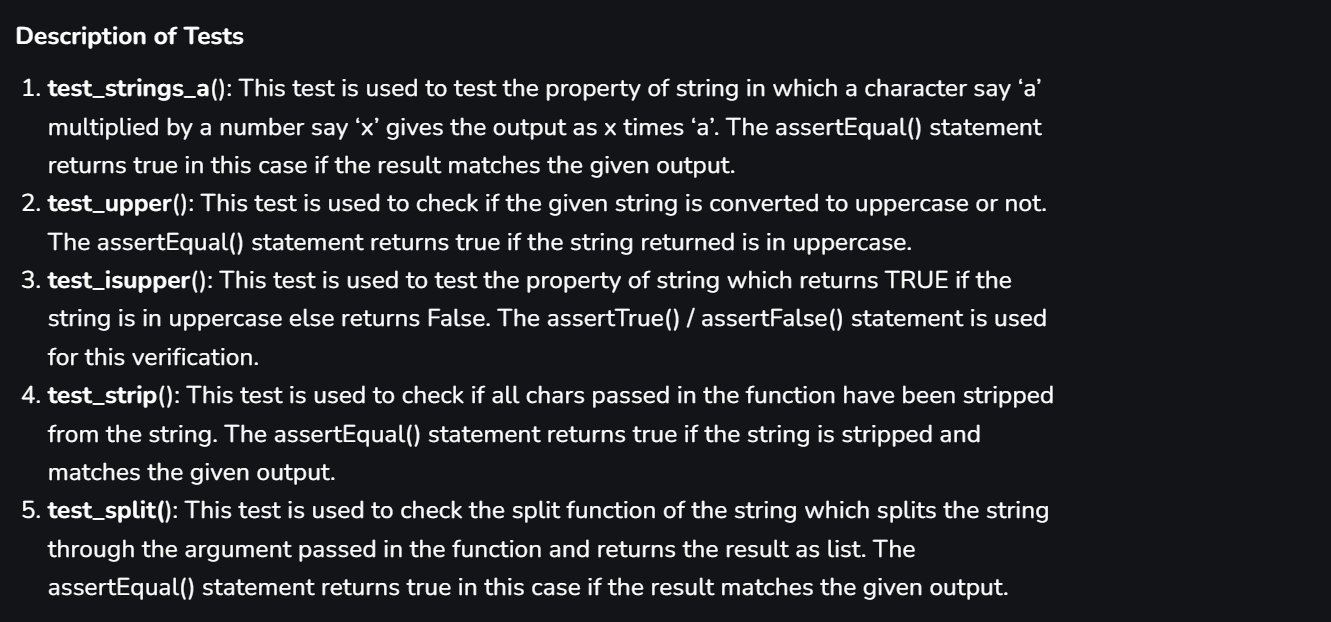 Description of Tests
1. test_strings_a(): This test is used to test the property of string in which a character say ‘a’
multiplied by a number say ‘x’ gives the output as x times ‘a’. The assertEqual() statement
returns true in this case if the result matches the given output.
2. test_upper(): This test is used to check if the given string is converted to uppercase or not.
The assertEqual() statement returns true if the string returned is in uppercase.
3. test_isupper(): This test is used to test the property of string which returns TRUE if the
string is in uppercase else returns False. The assertTrue() / assertFalse() statement is used
for this verification.
4. test_strip(): This test is used to check if all chars passed in the function have been stripped
from the string. The assertEqual() statement returns true if the string is stripped and
matches the given output.
5. test_split(): This test is used to check the split function of the string which splits the string
through the argument passed in the function and returns the result as list. The
assertEqual() statement returns true in this case if the result matches the given output.